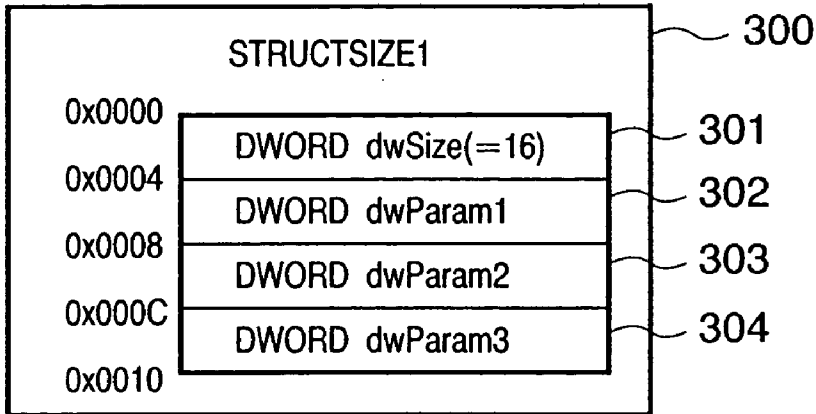 300
STRUCTSIZE1
0x0000
DWORD dwSize(=16)
301
0x0004
DWORD dwParam1
302
0x0008
DWORD dwParam2
303
0x000C
DWORD dwParam3
304
0x0010